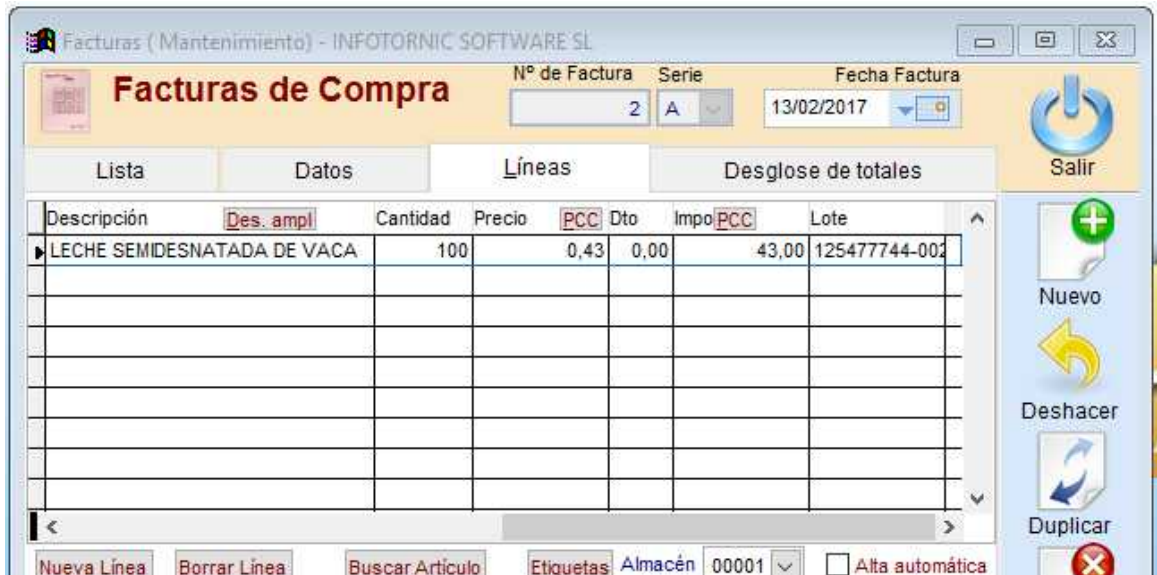 Facturas ( Mantenimiento) - INFOTORNIC SOFTWARE SL
Facturas de Compra
Nº de Factura Serie Fecha Factura
2 A 13/02/2017
Salir
Lista Datos Líneas Desglose de totales
Descripción Des. ampl Cantidad Precio PCC Dto Impo PCC Lote
LECHE SEMIDESNATADA DE VACA 100 0,43 0,00 43,00 125477744-002
Nuevo
Deshacer
Duplicar
Nueva Línea Borrar Línea Buscar Artículo Etiquetas Almacén 00001 Alta automática